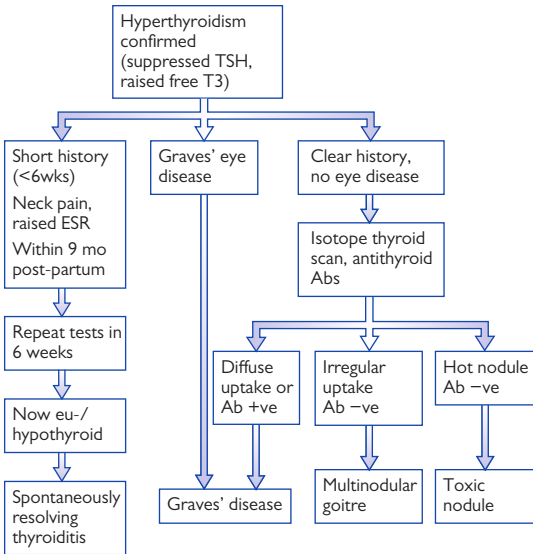 Hyperthyroidism
confirmed
(suppressed TSH,
raised free T3)
Short history
(<6wks)
Neck pain,
raised ESR
Within 9 mo
post-partum
Graves' eye
disease
Clear history,
no eye disease
Isotope thyroid
scan, antithyroid
Abs
Repeat tests in
6 weeks
Diffuse
uptake or
Ab +ve
Irregular
uptake
Ab −ve
Hot nodule
Ab −ve
Now eu-/
hypothyroid
Spontaneously
resolving
thyroiditis
Graves' disease
Multinodular
goitre
Toxic
nodule